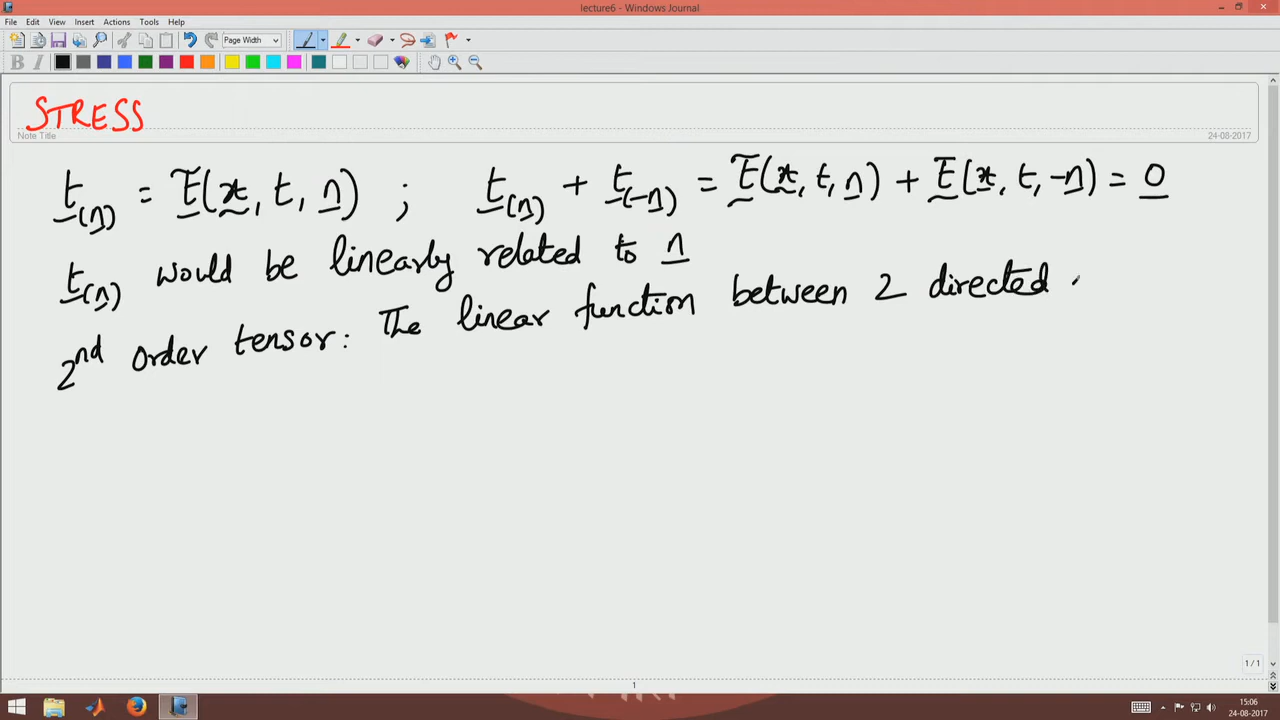 lecture6 - Windows Journal
File Edit View Insert Actions Tools Help
Page Width
B I
STRESS
Note Title
24-08-2017
t(n) = t(x, t, n) ; t(n) + t(-n) = t(x, t, n) + t(x, t, -n) = 0
t(n) would be linearly related to n
2nd order tensor: The linear function between 2 directed
1/1
1
15:06
24-08-2017